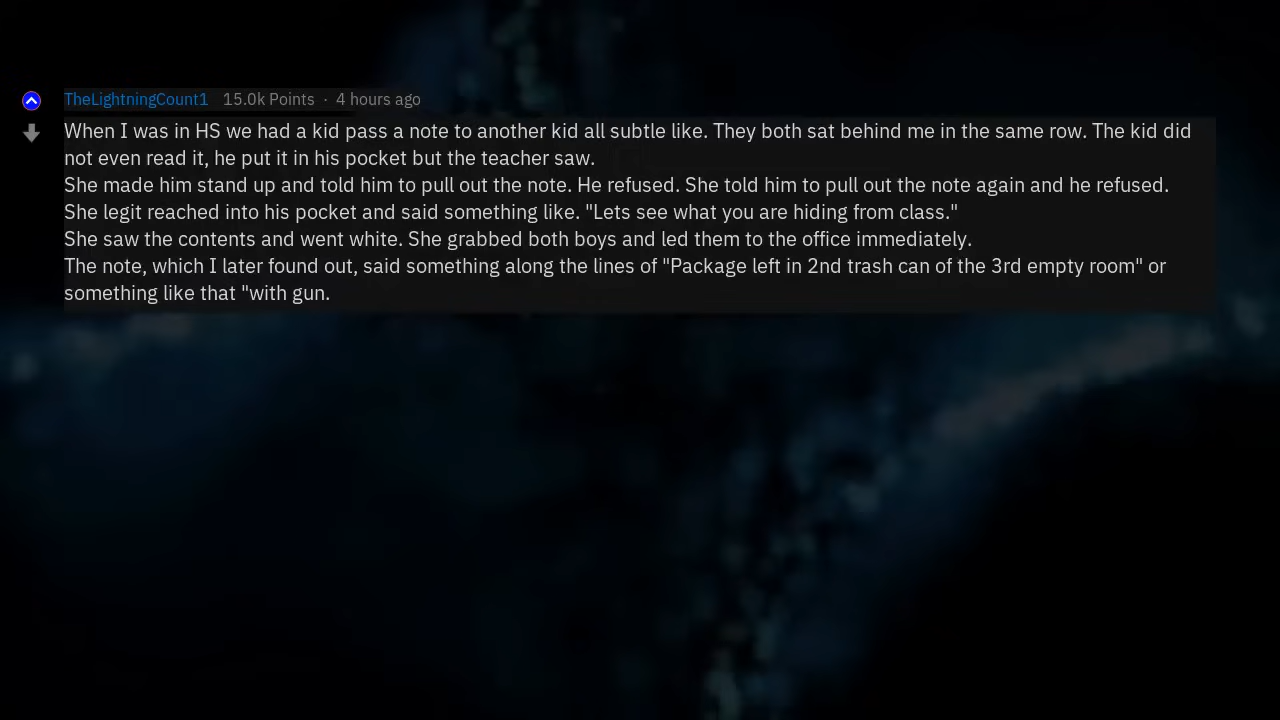 TheLightningCount1 15.0k Points · 4 hours ago
When I was in HS we had a kid pass a note to another kid all subtle like. They both sat behind me in the same row. The kid did
not even read it, he put it in his pocket but the teacher saw.
She made him stand up and told him to pull out the note. He refused. She told him to pull out the note again and he refused.
She legit reached into his pocket and said something like. "Lets see what you are hiding from class."
She saw the contents and went white. She grabbed both boys and led them to the office immediately.
The note, which I later found out, said something along the lines of "Package left in 2nd trash can of the 3rd empty room" or
something like that "with gun.